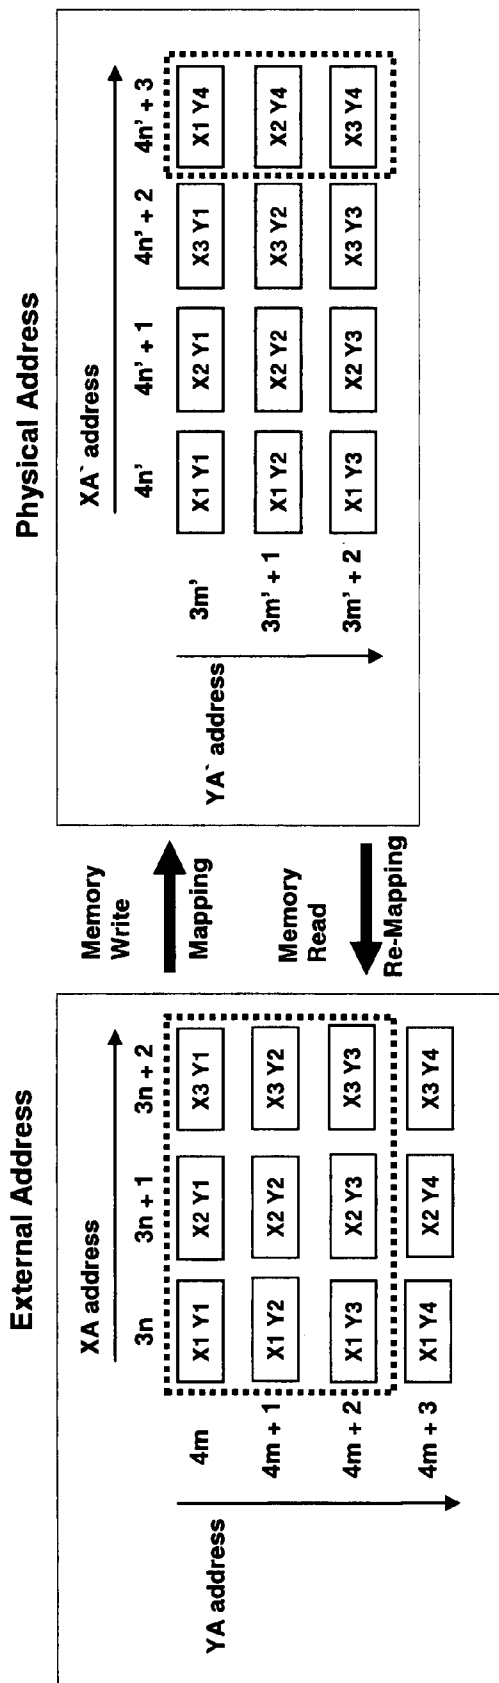 External Address
XA address
3n 3n + 1 3n + 2
YA address
4m X1 Y1 X2 Y1 X3 Y1
4m + 1 X1 Y2 X2 Y2 X3 Y2
4m + 2 X1 Y3 X2 Y3 X3 Y3
4m + 3 X1 Y4 X2 Y4 X3 Y4
Memory
Write
Mapping
Memory
Read
Re-Mapping
Physical Address
XA` address
4n' 4n' + 1 4n' + 2 4n' + 3
YA` address
3m' X1 Y1 X2 Y1 X3 Y1 X1 Y4
3m' + 1 X1 Y2 X2 Y2 X3 Y2 X2 Y4
3m' + 2 X1 Y3 X2 Y3 X3 Y3 X3 Y4